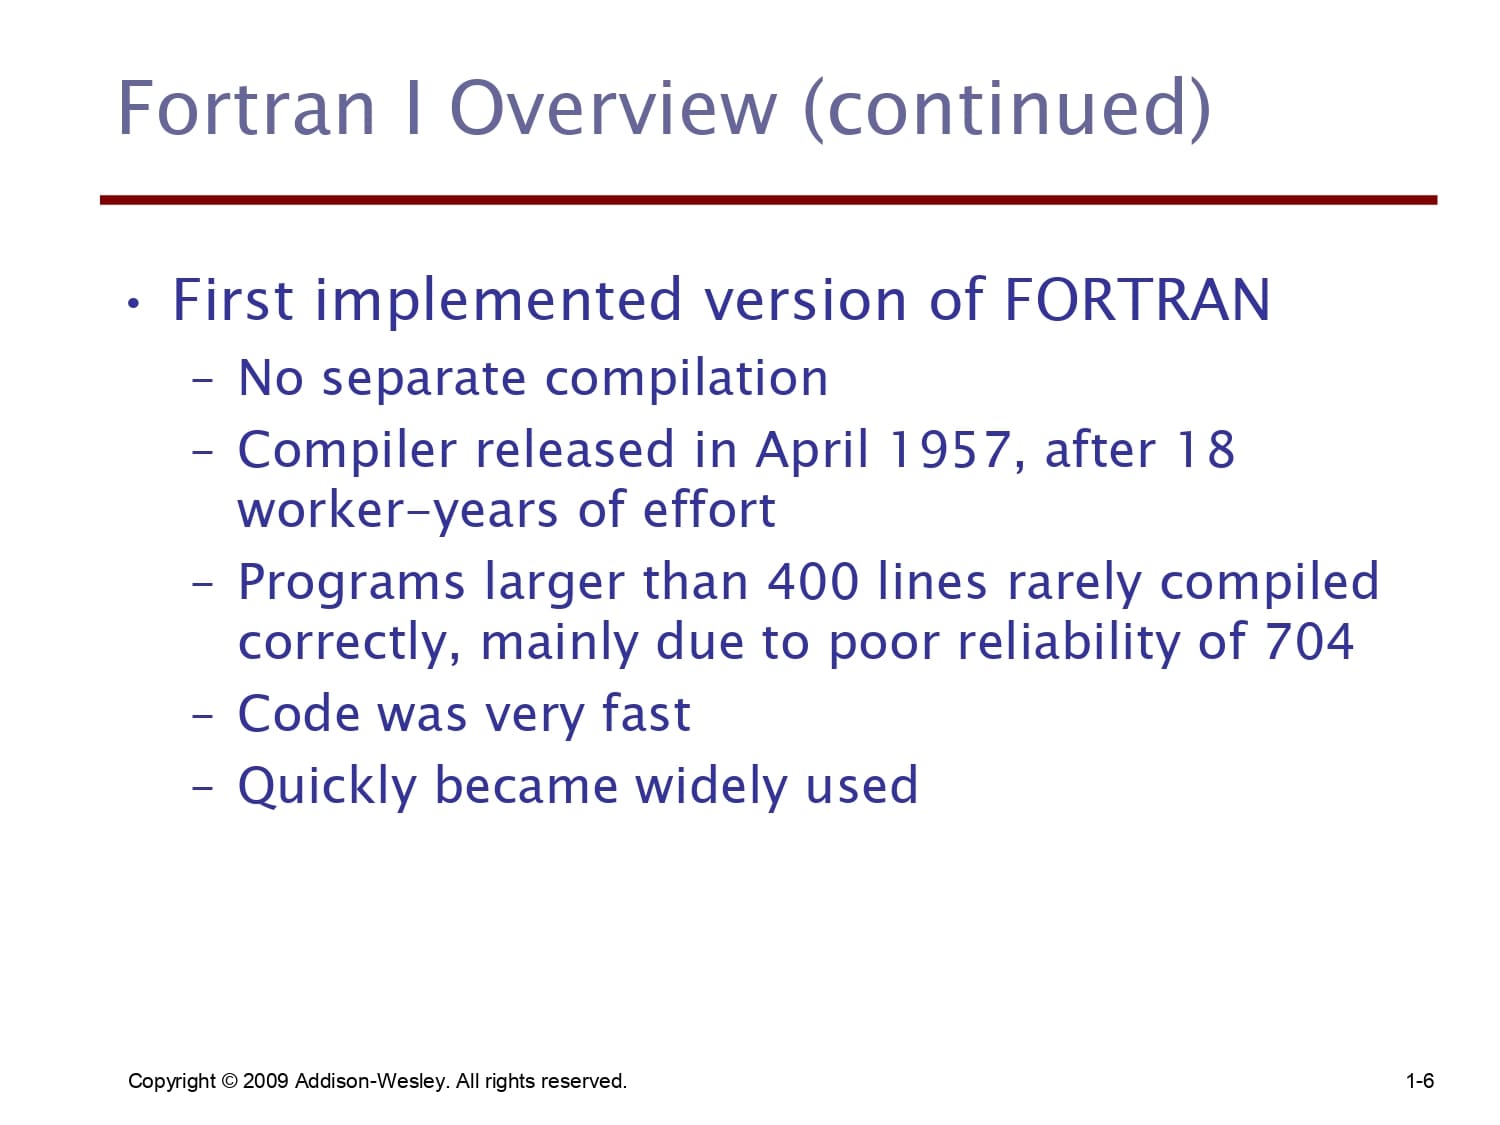 Fortran I Overview (continued)
• First implemented version of FORTRAN
– No separate compilation
– Compiler released in April 1957, after 18
worker-years of effort
– Programs larger than 400 lines rarely compiled
correctly, mainly due to poor reliability of 704
– Code was very fast
– Quickly became widely used
Copyright © 2009 Addison-Wesley. All rights reserved.
1-6